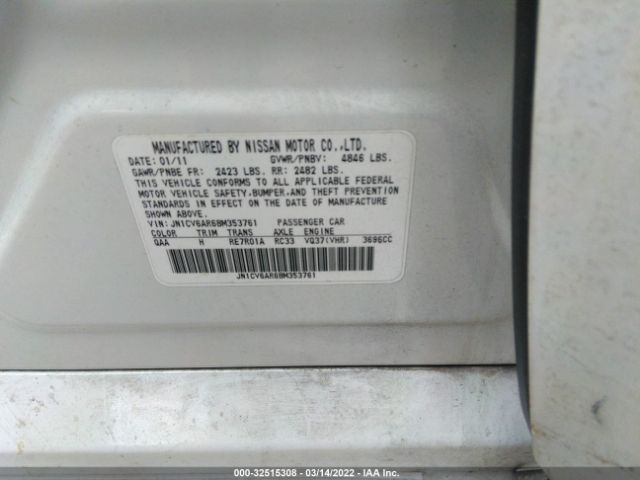 MANUFACTURED BY NISSAN MOTOR CO.,LTD.
DATE: 01/11 GVWR/PNBV: 4846 LBS.
GAWR/PNBE FR: 2423 LBS. RR: 2482 LBS.
THIS VEHICLE CONFORMS TO ALL APPLICABLE FEDERAL
MOTOR VEHICLE SAFETY,BUMPER,AND THEFT PREVENTION
STANDARDS IN EFFECT ON THE DATE OF MANUFACTURE
SHOWN ABOVE.
VIN: JN1CV6AR6BM353761 PASSENGER CAR
COLOR TRIM TRANS AXLE ENGINE
QAA H RE7R01A RC33 VQ37(VHR) 3696CC
JN1CV6AR6BM353761
000-32515308 - 03/14/2022 - IAA Inc.